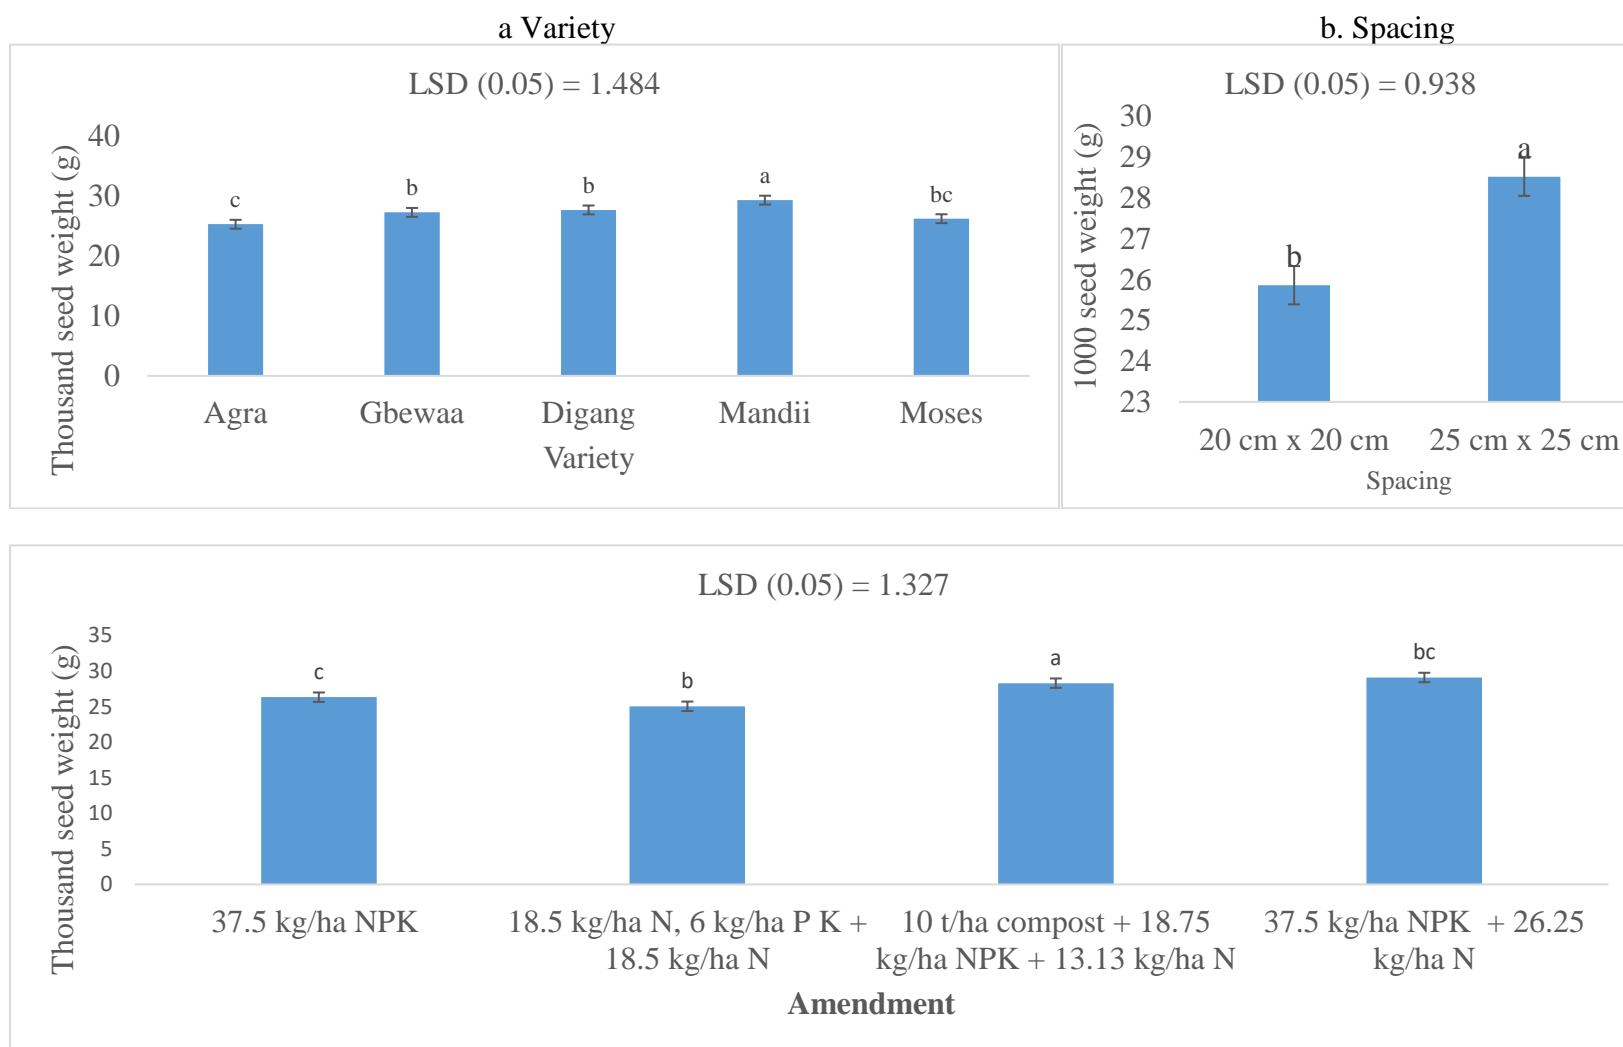 a Variety
LSD (0.05) = 1.484
Thousand seed weight (g)
40
30
20
10
0
c
b
b
a
bc
Agra
Gbewaa
Digang
Mandii
Moses
Variety
b. Spacing
LSD (0.05) = 0.938
1000 seed weight (g)
30
29
28
27
26
25
24
23
b
a
20 cm x 20 cm
25 cm x 25 cm
Spacing
LSD (0.05) = 1.327
Thousand seed weight (g)
35
30
25
20
15
10
5
0
c
b
a
bc
37.5 kg/ha NPK
18.5 kg/ha N, 6 kg/ha P K +
18.5 kg/ha N
10 t/ha compost + 18.75
kg/ha NPK + 13.13 kg/ha N
37.5 kg/ha NPK + 26.25
kg/ha N
Amendment